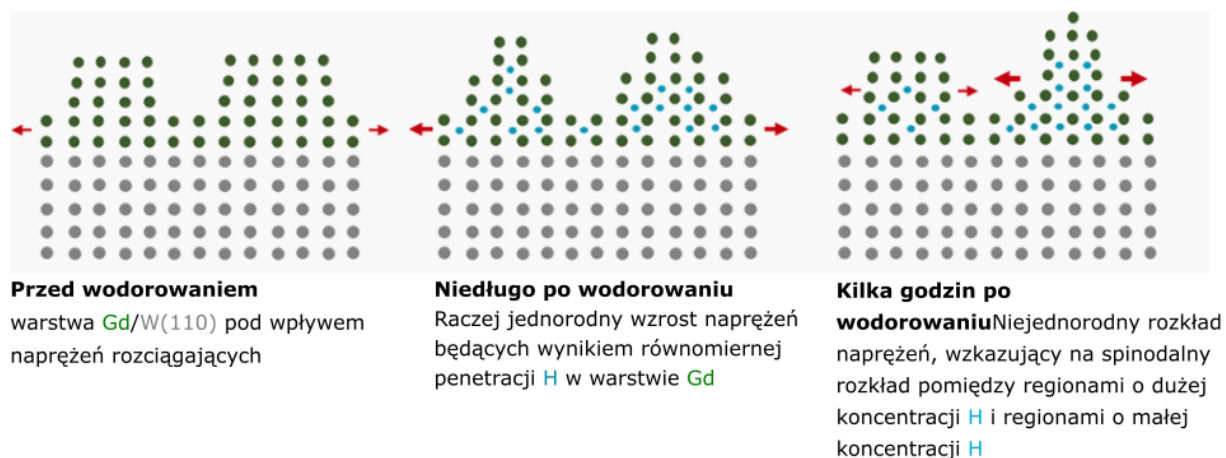 Przed wodorowaniem
warstwa Gd/W(110) pod wpływem
naprężeń rozciągających
Niedługo po wodorowaniu
Raczej jednorodny wzrost naprężeń
będących wynikiem równomiernej
penetracji H w warstwie Gd
Kilka godzin po
wodorowaniuNiejednorodny rozkład
naprężeń, wzkazujący na spinodalny
rozkład pomiędzy regionami o dużej
koncentracji H i regionami o małej
koncentracji H